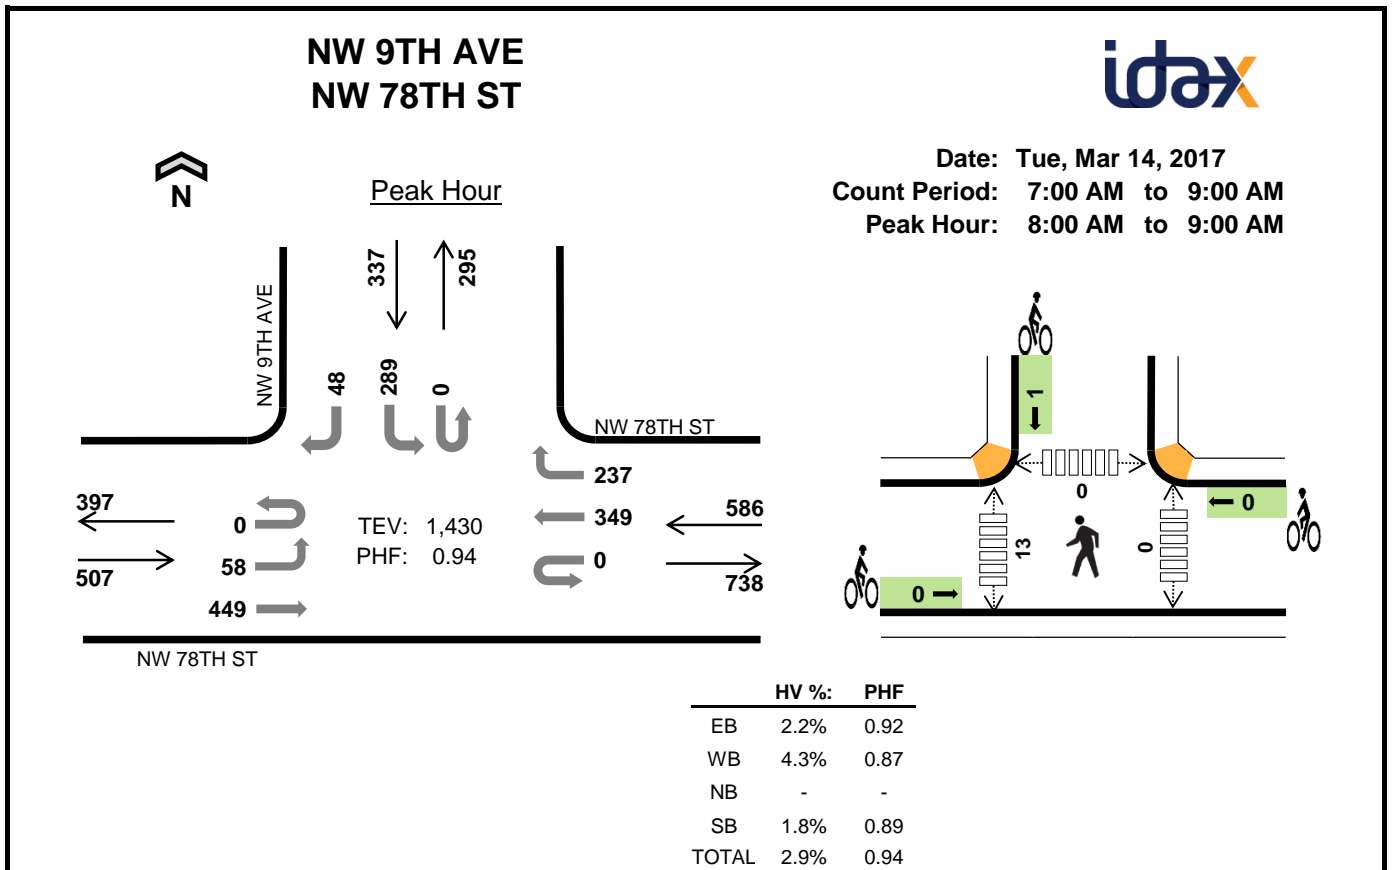 NW 9TH AVE
NW 78TH ST
idax
Date: Tue, Mar 14, 2017
Count Period: 7:00 AM to 9:00 AM
Peak Hour: 8:00 AM to 9:00 AM
N
Peak Hour
337
295
NW 9TH AVE
48
289
0
NW 78TH ST
237
349
0
586
738
397
507
0
58
449
TEV: 1,430
PHF: 0.94
NW 78TH ST
1
0
0
13
0
0
HV %: PHF
EB 2.2% 0.92
WB 4.3% 0.87
NB - -
SB 1.8% 0.89
TOTAL 2.9% 0.94